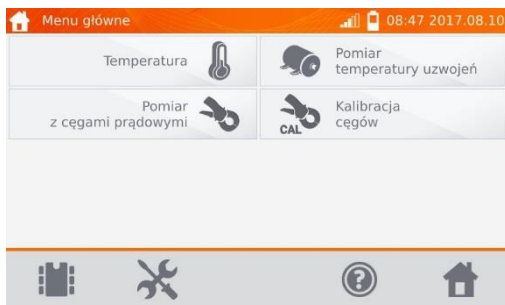 Menu główne
08:47 2017.08.10
Temperatura
Pomiar
temperatury uzwojeń
Pomiar
z cęgami prądowymi
CAL
Kalibracja
cęgów
?